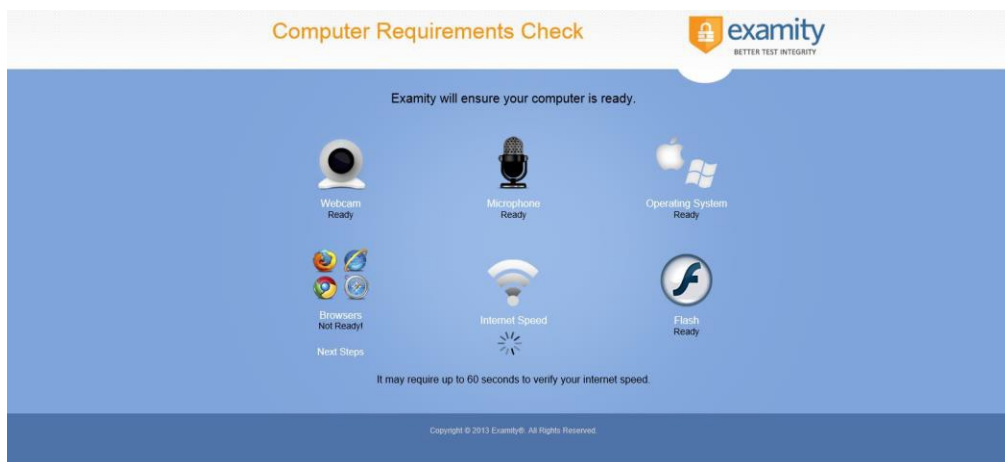 Computer Requirements Check
examity
BETTER TEST INTEGRITY
Examity will ensure your computer is ready.
Webcam
Ready
Microphone
Ready
Operating System
Ready
Browsers
Not Ready!
Next Steps
Internet Speed
Flash
Ready
It may require up to 60 seconds to verify your internet speed.
Copyright © 2013 Examity®. All Rights Reserved.